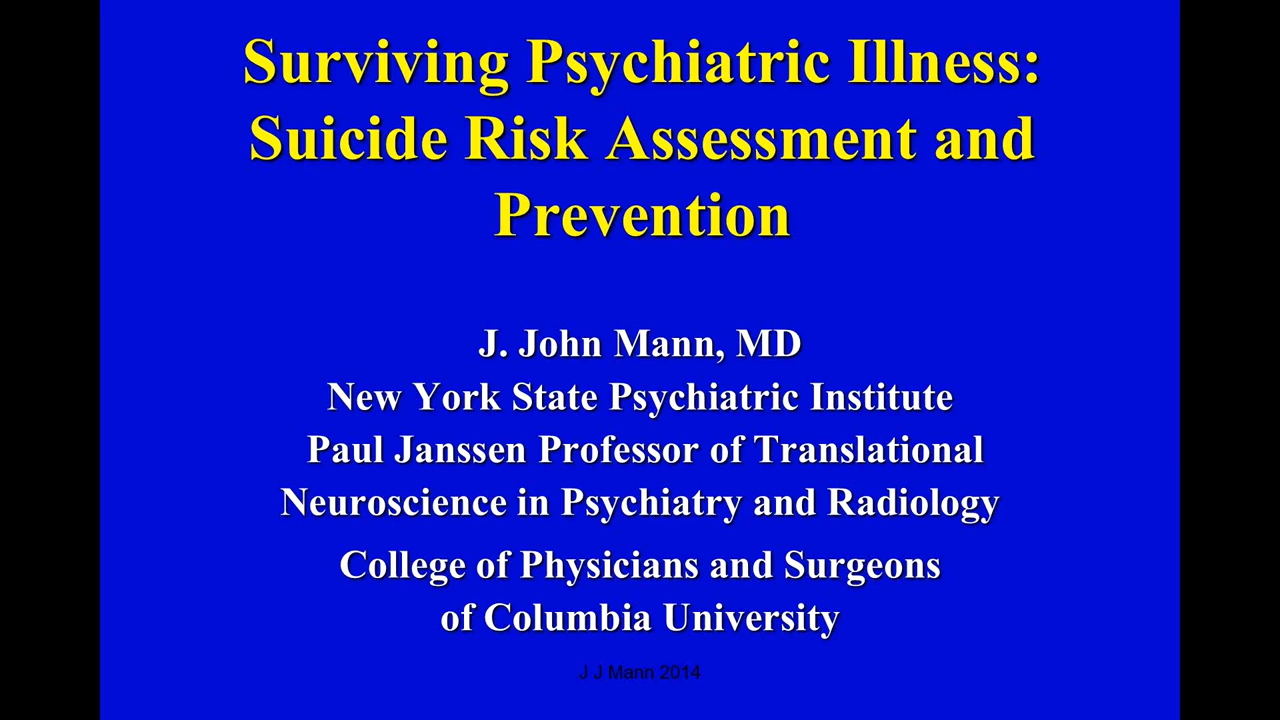 Surviving Psychiatric Illness:
Suicide Risk Assessment and
Prevention
J. John Mann, MD
New York State Psychiatric Institute
Paul Janssen Professor of Translational
Neuroscience in Psychiatry and Radiology
College of Physicians and Surgeons
of Columbia University
J J Mann 2014